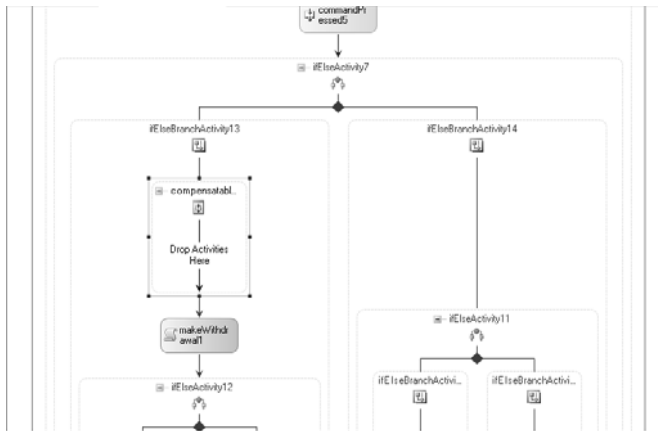 commandPr
essed5
ifElseActivity7
ifElseBranchActivity13
ifElseBranchActivity14
compensatabl...
Drop Activities
Here
makeWithdr
awal1
ifElseActivity11
ifElseBranchActivi...
ifElseBranchActivi...
ifElseActivity12